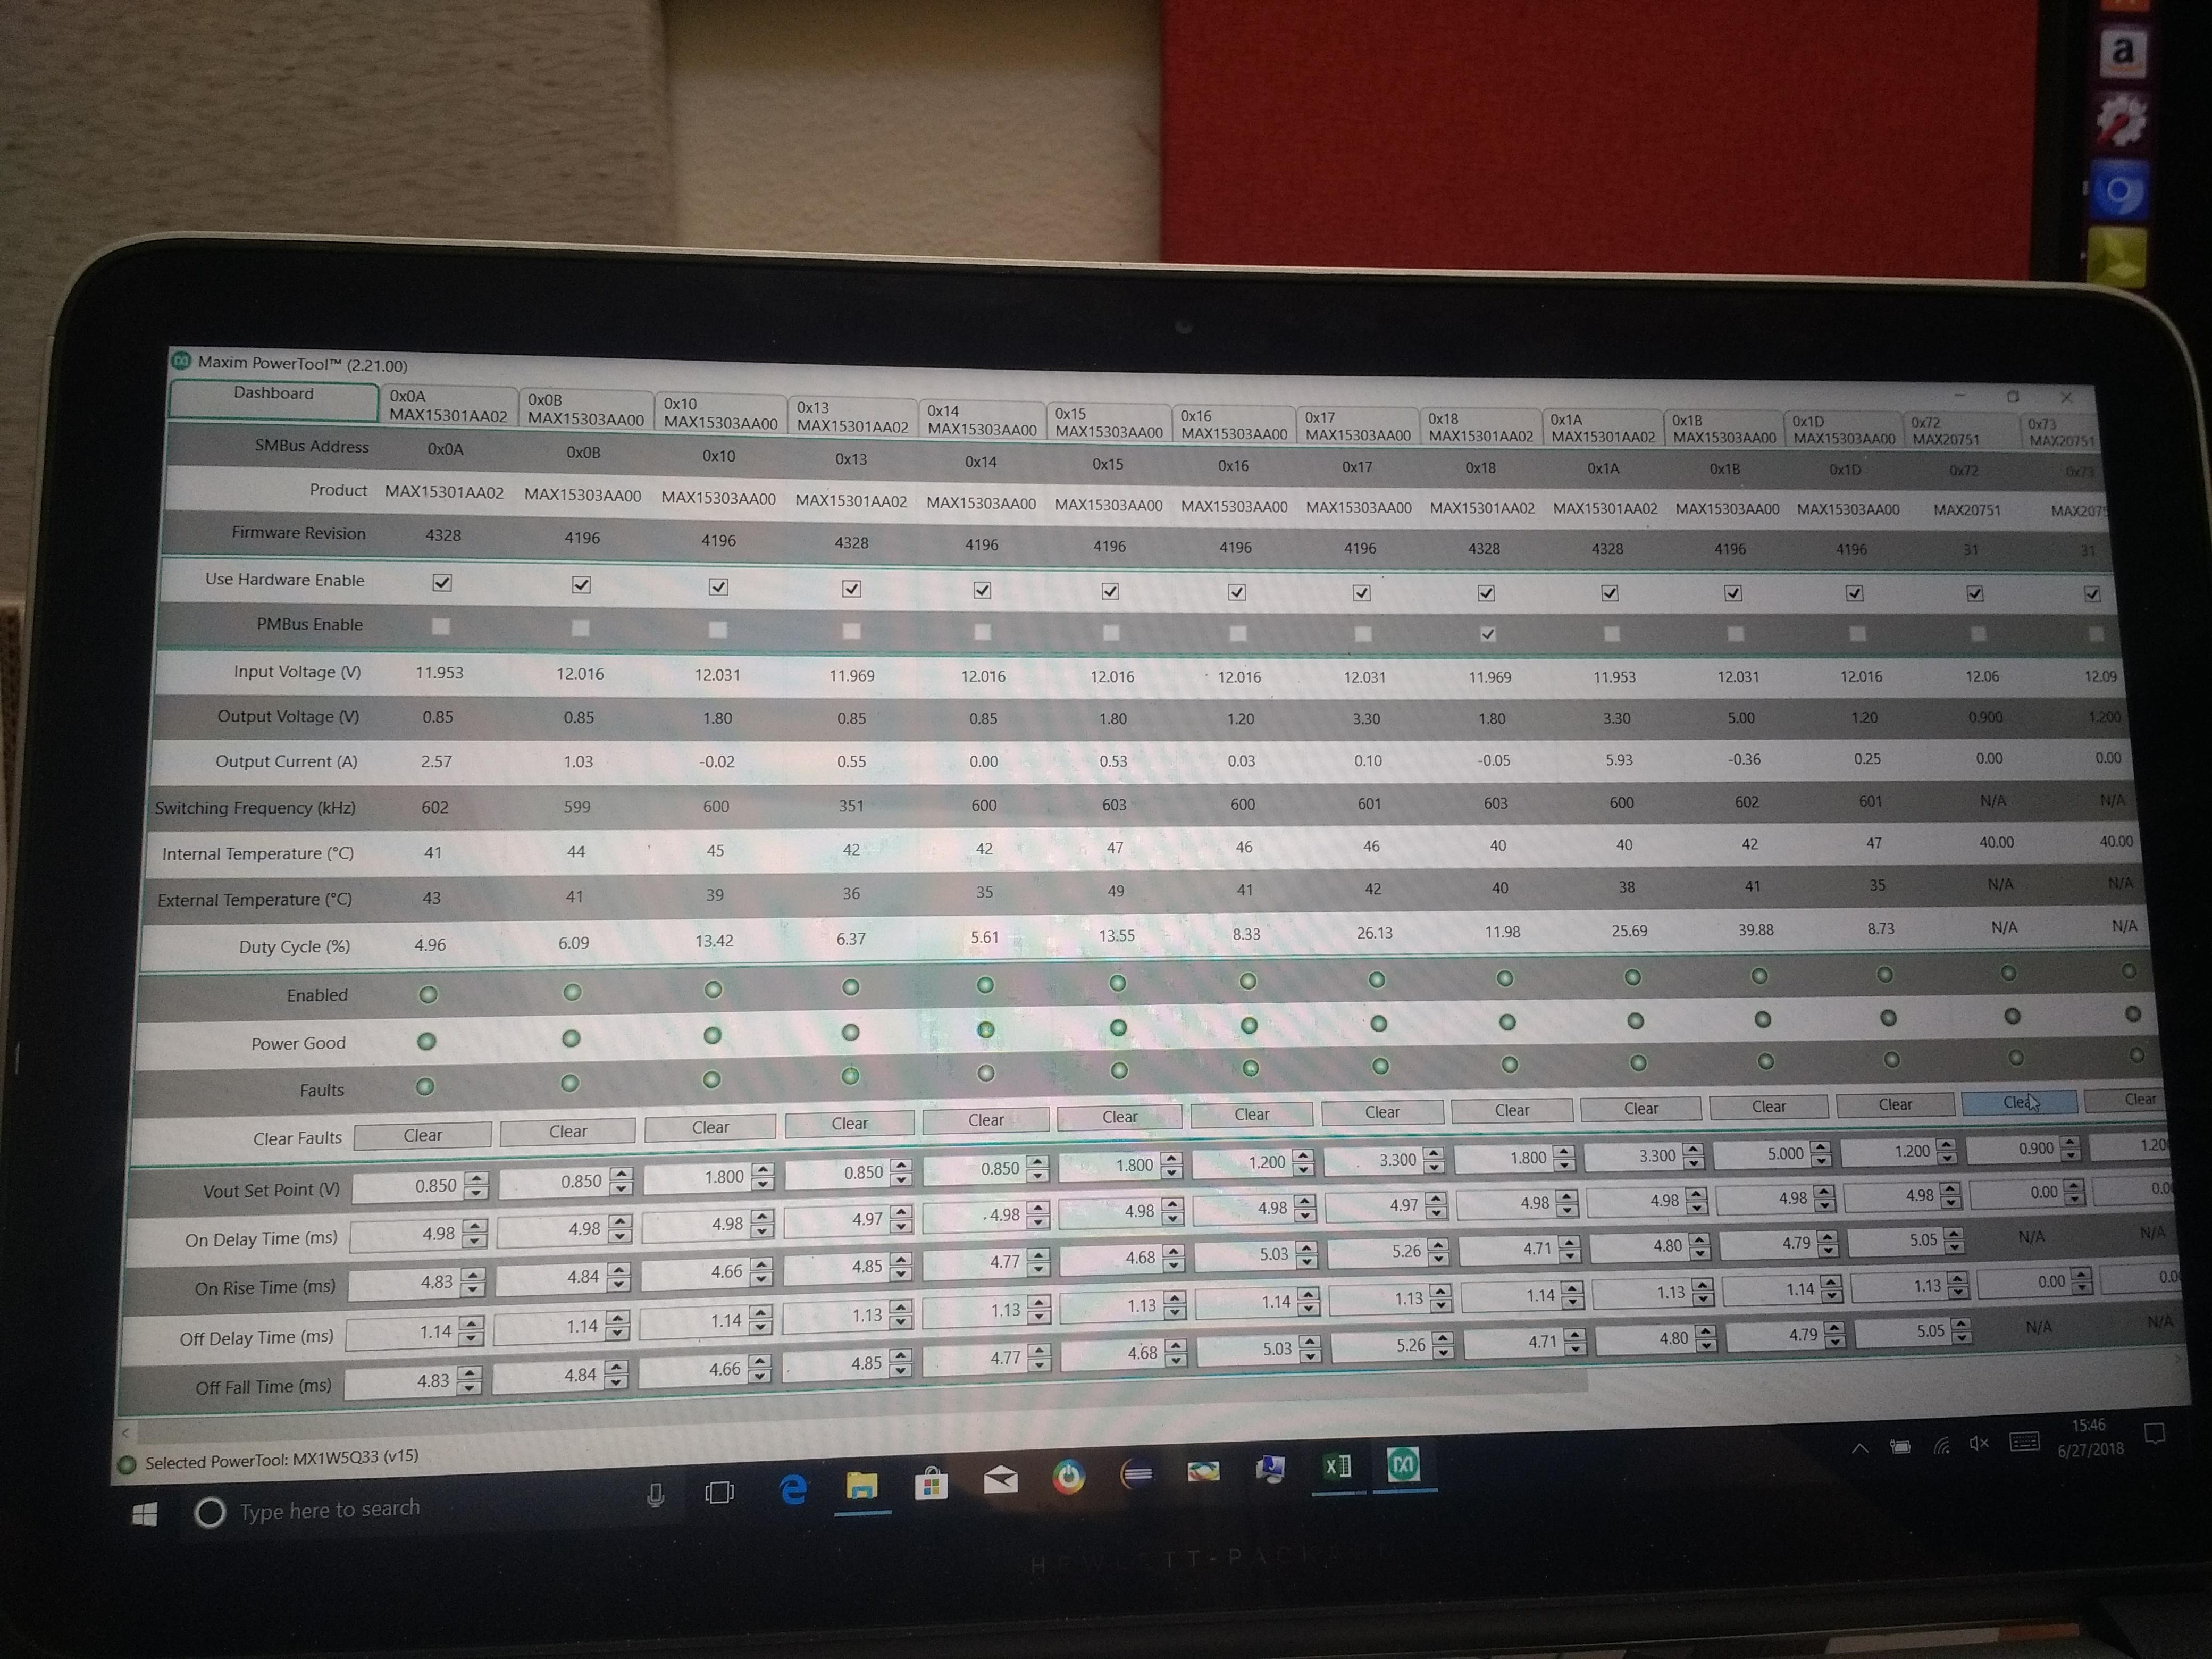 a
Maxim PowerTool™ (2.21.00)
Dashboard
0x0A 0x0B 0x10 0x13 0x14 0x15 0x16 0x17 0x18 0x1A 0x1B 0x1D 0x72 0x73
MAX15301AA02 MAX15303AA00 MAX15303AA00 MAX15301AA02 MAX15303AA00 MAX15303AA00 MAX15303AA00 MAX15303AA00 MAX15301AA02 MAX15301AA02 MAX15303AA00 MAX15303AA00 MAX20751 MAX20751
SMBus Address 0x0A 0x0B 0x10 0x13 0x14 0x15 0x16 0x17 0x18 0x1A 0x1B 0x1D 0x72 0x73
Product MAX15301AA02 MAX15303AA00 MAX15303AA00 MAX15301AA02 MAX15303AA00 MAX15303AA00 MAX15303AA00 MAX15303AA00 MAX15301AA02 MAX15301AA02 MAX15303AA00 MAX15303AA00 MAX20751 MAX2075
Firmware Revision 4328 4196 4196 4328 4196 4196 4196 4196 4328 4328 4196 4196 31 31
Use Hardware Enable
PMBus Enable
Input Voltage (V) 11.953 12.016 12.031 11.969 12.016 12.016 12.016 12.031 11.969 11.953 12.031 12.016 12.06 12.09
Output Voltage (V) 0.85 0.85 1.80 0.85 0.85 1.80 1.20 3.30 1.80 3.30 5.00 1.20 0.900 1.200
Output Current (A) 2.57 1.03 -0.02 0.55 0.00 0.53 0.03 0.10 -0.05 5.93 -0.36 0.25 0.00 0.00
Switching Frequency (kHz) 602 599 600 351 600 603 600 601 603 600 602 601 N/A N/A
Internal Temperature (°C) 41 44 45 42 42 47 46 46 40 40 42 47 40.00 40.00
External Temperature (°C) 43 41 39 36 35 49 41 42 40 38 41 35 N/A N/A
Duty Cycle (%) 4.96 6.09 13.42 6.37 5.61 13.55 8.33 26.13 11.98 25.69 39.88 8.73 N/A N/A
Enabled
Power Good
Faults
Clear Faults Clear Clear Clear Clear Clear Clear Clear Clear Clear Clear Clear Clear Clear Clear
Vout Set Point (V) 0.850 0.850 1.800 0.850 0.850 1.800 1.200 3.300 1.800 3.300 5.000 1.200 0.900 1.20
On Delay Time (ms) 4.98 4.98 4.98 4.97 4.98 4.98 4.98 4.97 4.98 4.98 4.98 4.98 0.00 0.0
On Rise Time (ms) 4.83 4.84 4.66 4.85 4.77 4.68 5.03 5.26 4.71 4.80 4.79 5.05 N/A N/A
Off Delay Time (ms) 1.14 1.14 1.14 1.13 1.13 1.13 1.14 1.13 1.14 1.13 1.14 1.13 0.00 0.0
Off Fall Time (ms) 4.83 4.84 4.66 4.85 4.77 4.68 5.03 5.26 4.71 4.80 4.79 5.05 N/A N/A
Selected PowerTool: MX1W5Q33 (v15)
Type here to search
15:46
6/27/2018
HEWLETT-PACK